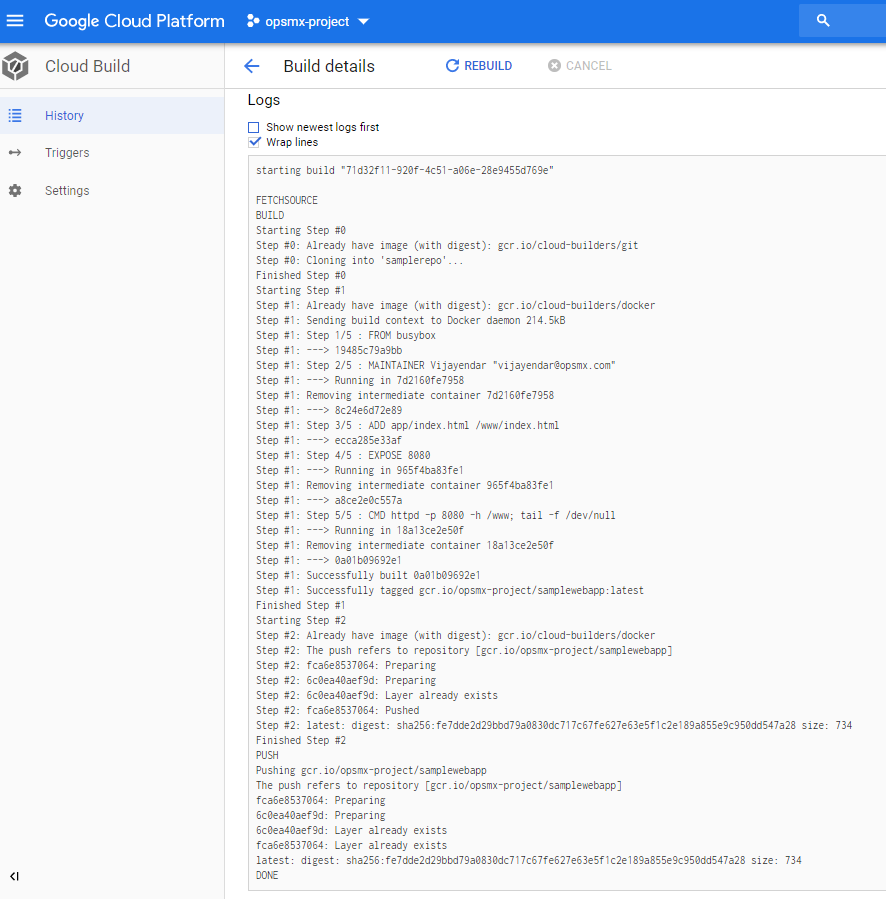 Google Cloud Platform opsmx-project
Cloud Build
Build details REBUILD CANCEL
History
Triggers
Settings
Logs
Show newest logs first
Wrap lines
starting build "71d32f11-920f-4c51-a06e-28e9455d769e"
FETCHSOURCE
BUILD
Starting Step #0
Step #0: Already have image (with digest): gcr.io/cloud-builders/git
Step #0: Cloning into 'samplerepo'...
Finished Step #0
Starting Step #1
Step #1: Already have image (with digest): gcr.io/cloud-builders/docker
Step #1: Sending build context to Docker daemon 214.5kB
Step #1: Step 1/5 : FROM busybox
Step #1: ---> 19485c79a9bb
Step #1: Step 2/5 : MAINTAINER Vijayendar "vijayendar@opsmx.com"
Step #1: ---> Running in 7d2160fe7958
Step #1: Removing intermediate container 7d2160fe7958
Step #1: ---> 8c24e6d72e89
Step #1: Step 3/5 : ADD app/index.html /www/index.html
Step #1: ---> ecca285e33af
Step #1: Step 4/5 : EXPOSE 8080
Step #1: ---> Running in 965f4ba83fe1
Step #1: Removing intermediate container 965f4ba83fe1
Step #1: ---> a8ce2e0c557a
Step #1: Step 5/5 : CMD httpd -p 8080 -h /www; tail -f /dev/null
Step #1: ---> Running in 18a13ce2e50f
Step #1: Removing intermediate container 18a13ce2e50f
Step #1: ---> 0a01b09692e1
Step #1: Successfully built 0a01b09692e1
Step #1: Successfully tagged gcr.io/opsmx-project/samplewebapp:latest
Finished Step #1
Starting Step #2
Step #2: Already have image (with digest): gcr.io/cloud-builders/docker
Step #2: The push refers to repository [gcr.io/opsmx-project/samplewebapp]
Step #2: fca6e8537064: Preparing
Step #2: 6c0ea40aef9d: Preparing
Step #2: 6c0ea40aef9d: Layer already exists
Step #2: fca6e8537064: Pushed
Step #2: latest: digest: sha256:fe7dde2d29bbd79a0830dc717c67fe627e63e5f1c2e189a855e9c950dd547a28 size: 734
Finished Step #2
PUSH
Pushing gcr.io/opsmx-project/samplewebapp
The push refers to repository [gcr.io/opsmx-project/samplewebapp]
fca6e8537064: Preparing
6c0ea40aef9d: Preparing
6c0ea40aef9d: Layer already exists
fca6e8537064: Layer already exists
latest: digest: sha256:fe7dde2d29bbd79a0830dc717c67fe627e63e5f1c2e189a855e9c950dd547a28 size: 734
DONE